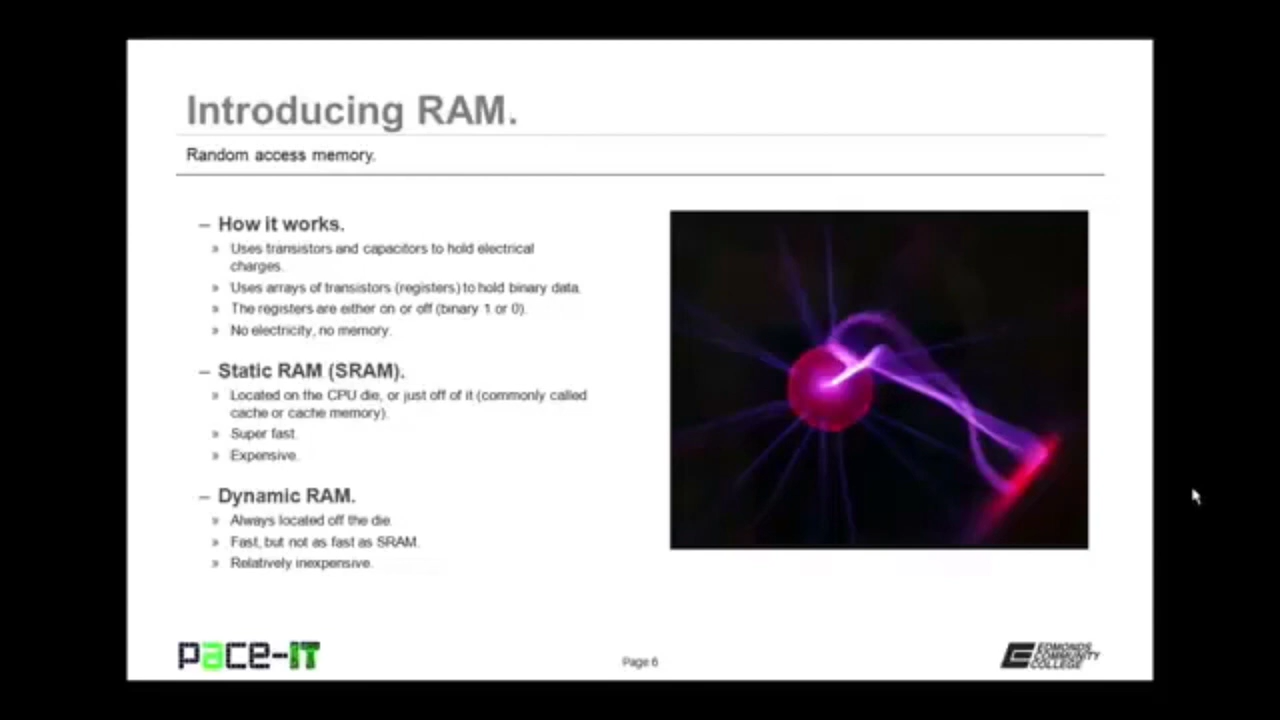 Introducing RAM.
Random access memory.
– How it works.
» Uses transistors and capacitors to hold electrical
charges.
» Uses arrays of transistors (registers) to hold binary data.
» The registers are either on or off (binary 1 or 0).
» No electricity, no memory.
– Static RAM (SRAM).
» Located on the CPU die, or just off of it (commonly called
cache or cache memory).
» Super fast.
» Expensive.
– Dynamic RAM.
» Always located off the die.
» Fast, but not as fast as SRAM.
» Relatively inexpensive.
pace-IT
Page 6
EDMONDS
COMMUNITY
COLLEGE